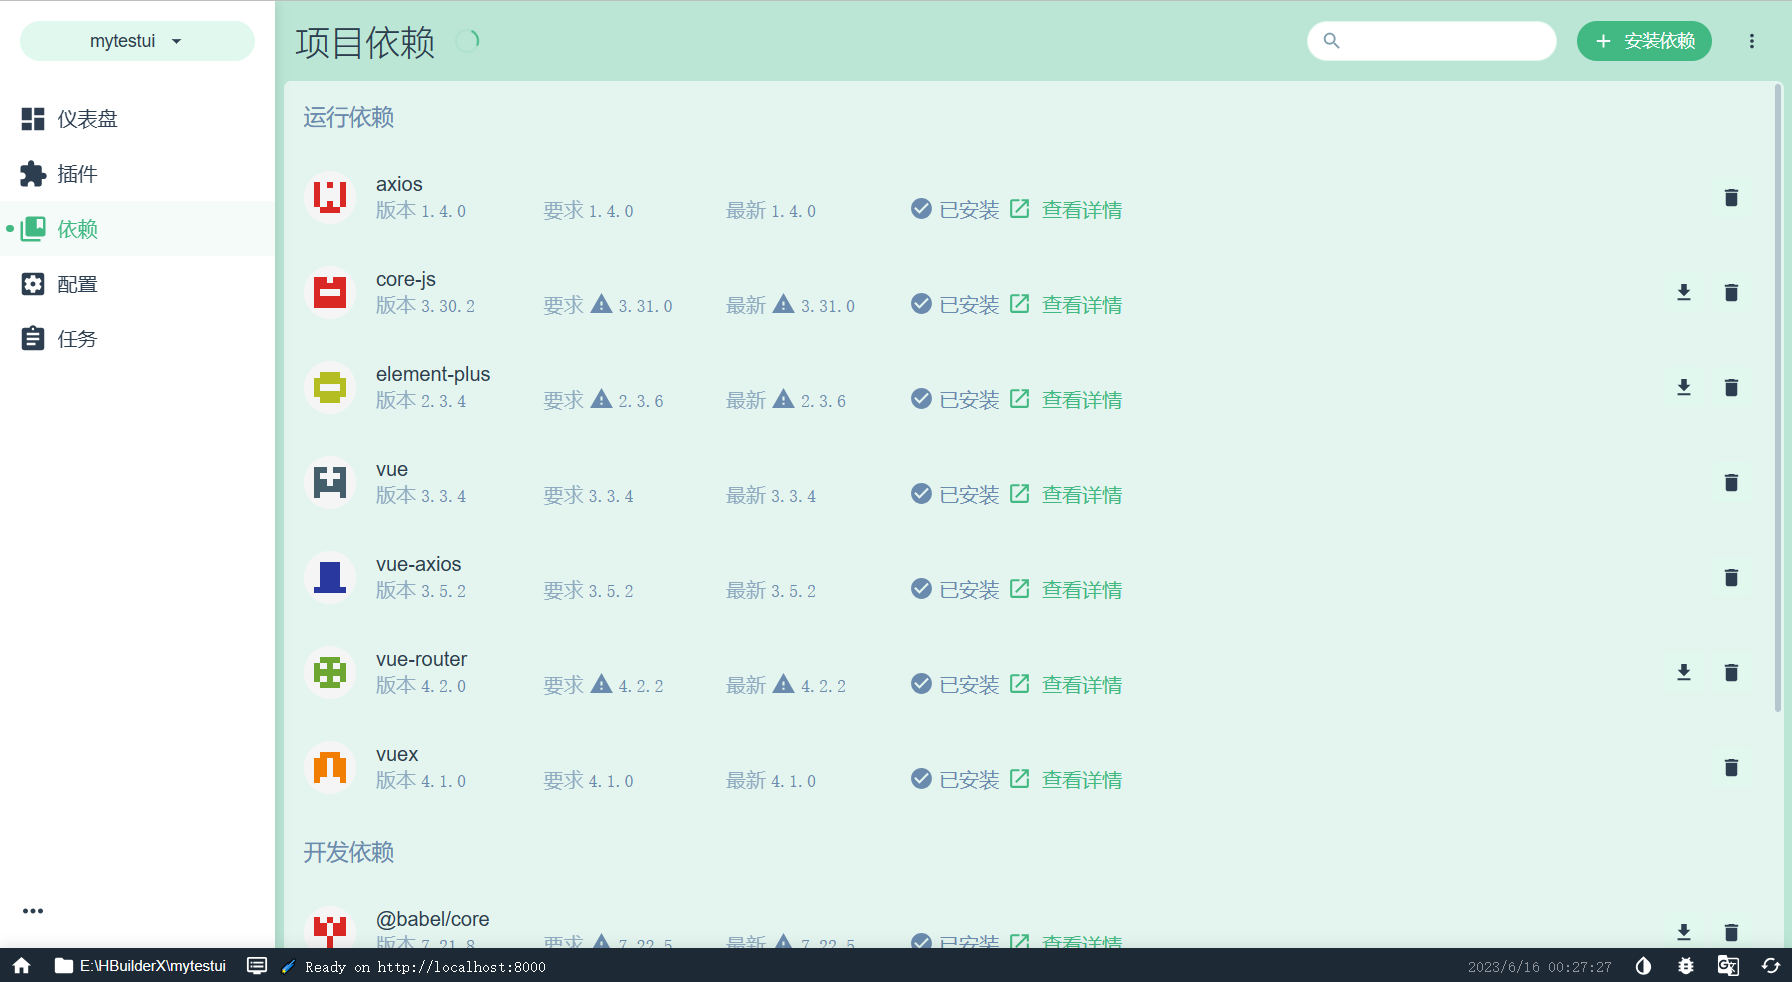 mytestui
仪表盘
插件
依赖
配置
任务
项目依赖
安装依赖
运行依赖
axios
版本 1.4.0 要求 1.4.0 最新 1.4.0 已安装 查看详情
core-js
版本 3.30.2 要求 3.31.0 最新 3.31.0 已安装 查看详情
element-plus
版本 2.3.4 要求 2.3.6 最新 2.3.6 已安装 查看详情
vue
版本 3.3.4 要求 3.3.4 最新 3.3.4 已安装 查看详情
vue-axios
版本 3.5.2 要求 3.5.2 最新 3.5.2 已安装 查看详情
vue-router
版本 4.2.0 要求 4.2.2 最新 4.2.2 已安装 查看详情
vuex
版本 4.1.0 要求 4.1.0 最新 4.1.0 已安装 查看详情
开发依赖
@babel/core
版本 7.21.8 要求 7.22.5 最新 7.22.5 已安装 查看详情
E:\HBuilderX\mytestui Ready on http://localhost:8000 2023/6/16 00:27:27